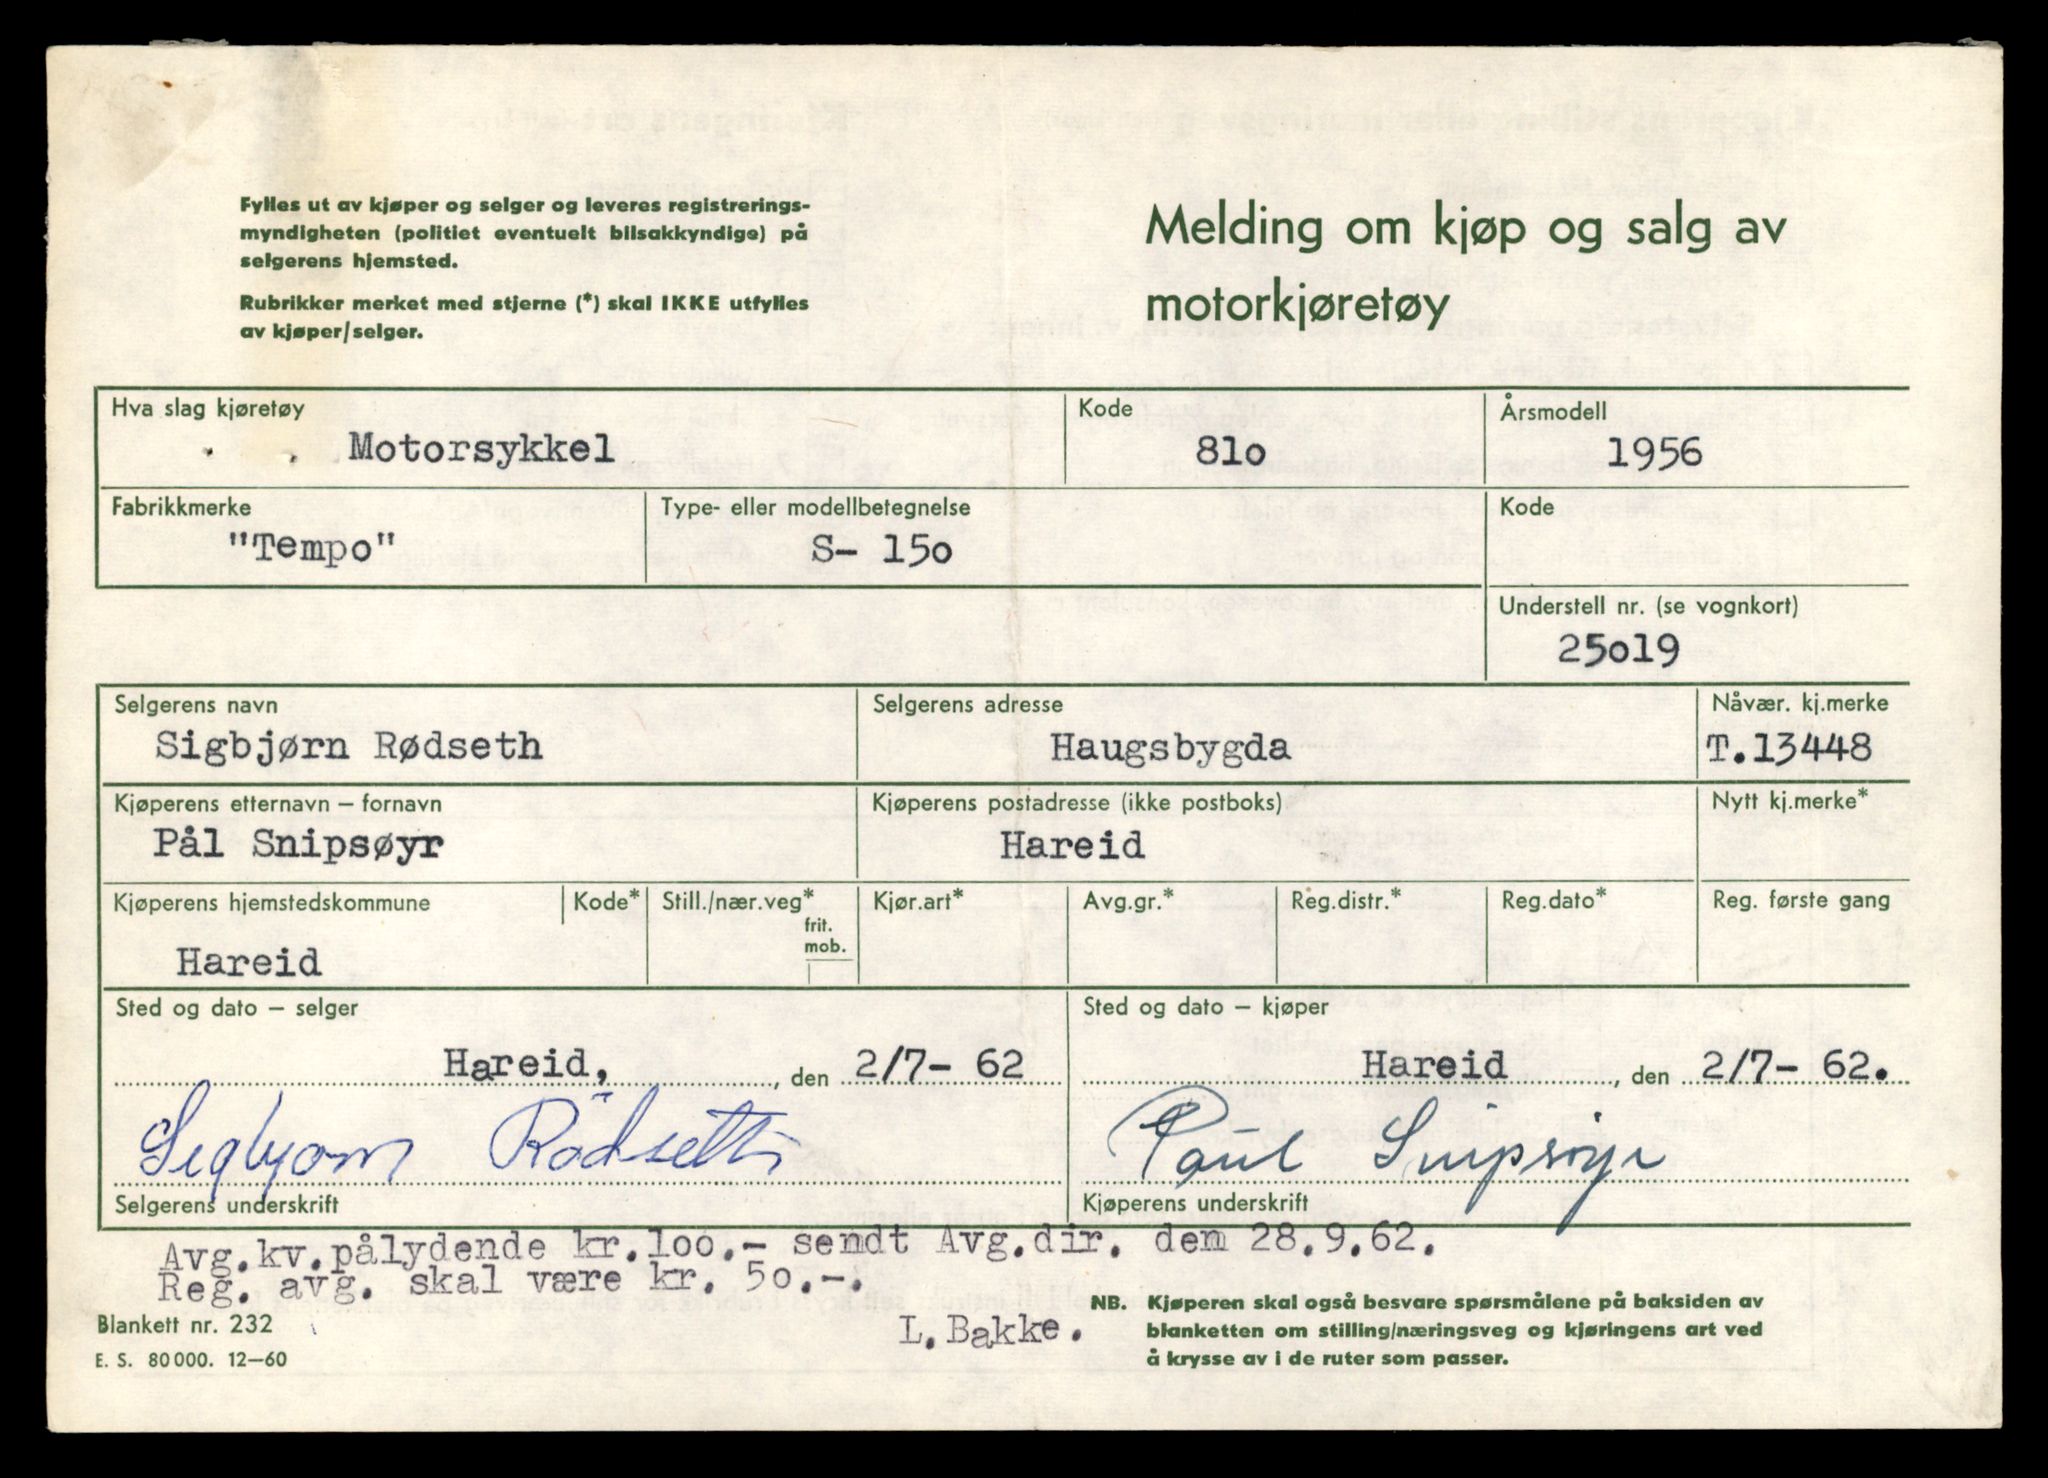 Fylles ut av kjøper og selger og leveres registrerings-
myndigheten (politiet eventuelt bilsakkyndige) på
selgerens hjemsted.
Rubrikker merket med stjerne (*) skal IKKE utfylles
av kjøper/selger.
Melding om kjøp og salg av
motorkjøretøy
Hva slag kjøretøy
Motorsykkel
Kode
81o
Årsmodell
1956
Fabrikkmerke
"Tempo"
Type- eller modellbetegnelse
S- 15o
Kode
Understell nr. (se vognkort)
25o19
Selgerens navn
Sigbjørn Rødseth
Selgerens adresse
Haugsbygda
Nåvær. kj.merke
T.13448
Kjøperens etternavn – fornavn
Pål Snipsøyr
Kjøperens postadresse (ikke postboks)
Hareid
Nytt kj.merke*
Kjøperens hjemstedskommune
Hareid
Kode*
Still./nær.veg*
frit.
mob.
Kjør.art*
Avg.gr.*
Reg.distr.*
Reg.dato*
Reg. første gang
Sted og dato – selger
Hareid, , den 2/7- 62
Sigbjørn Rödseth
Selgerens underskrift
Sted og dato – kjøper
Hareid , den 2/7- 62.
Paul Snipsøyr
Kjøperens underskrift
Avg.kv.pålydende kr.1oo.- sendt Avg.dir. den 28.9.62.
Reg. avg. skal være kr. 5o.-.
L.Bakke.
Blankett nr. 232
E. S. 80 000. 12–60
NB. Kjøperen skal også besvare spørsmålene på baksiden av
blanketten om stilling/næringsveg og kjøringens art ved
å krysse av i de ruter som passer.